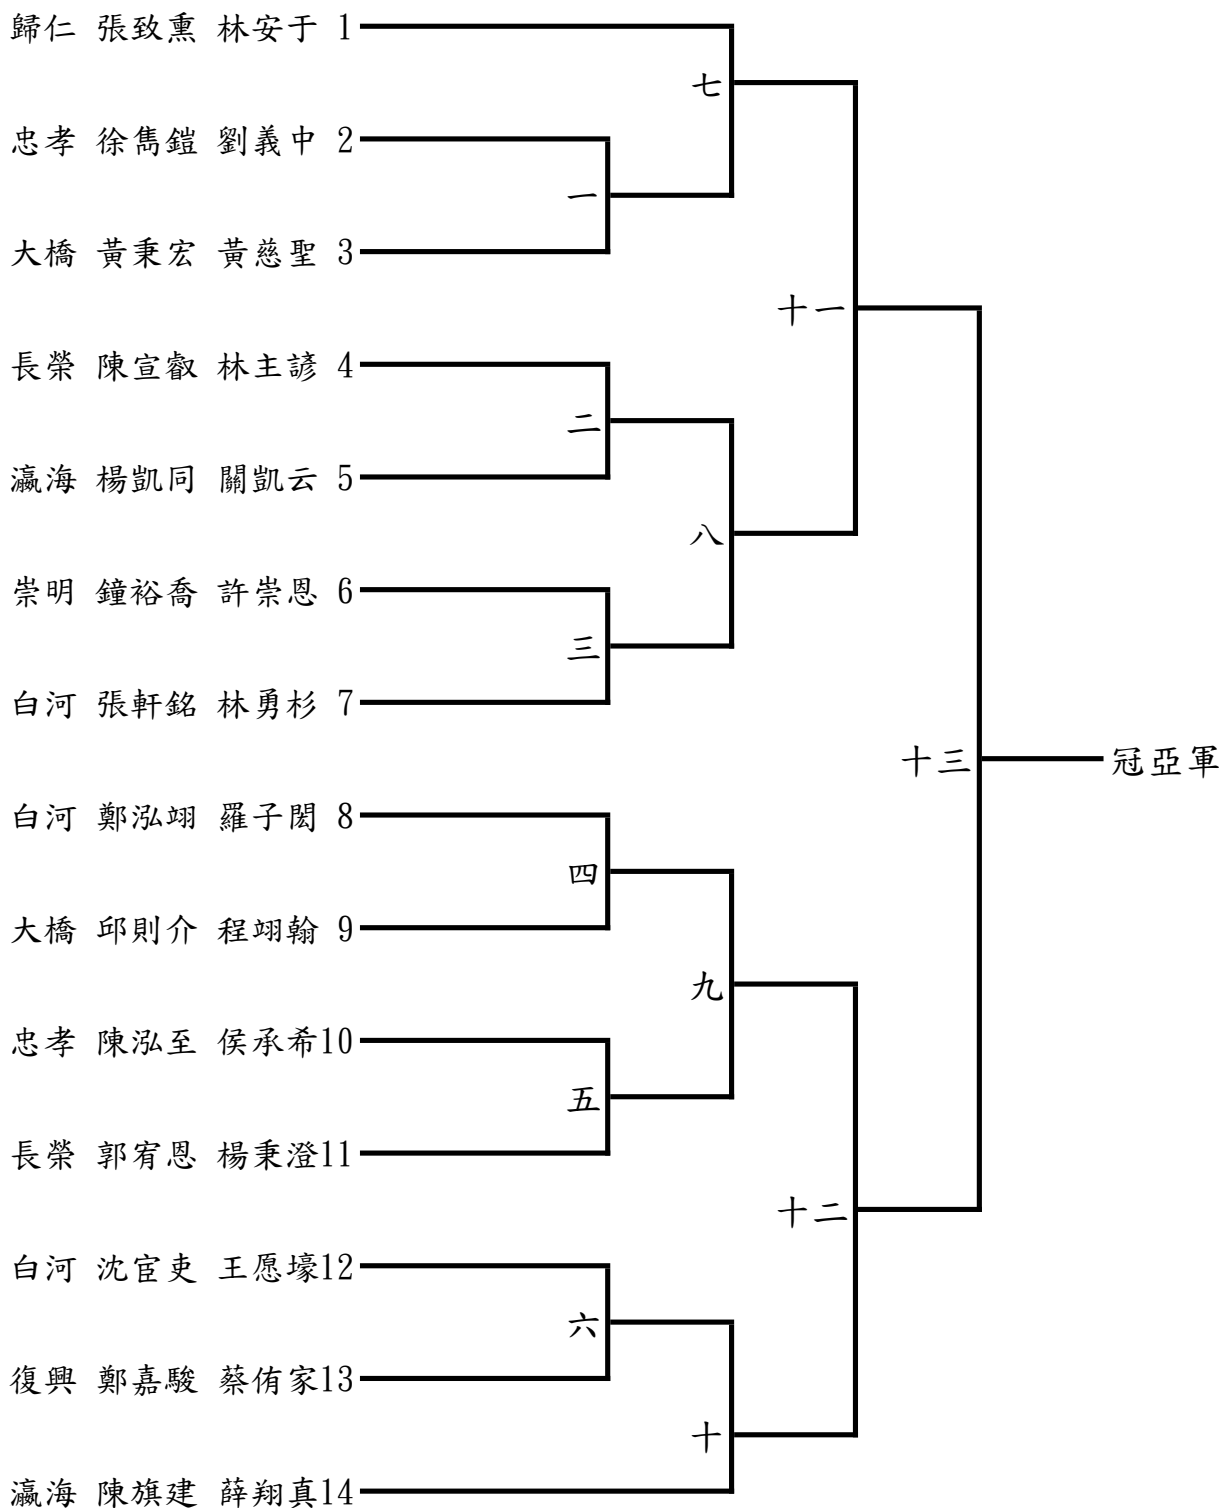 歸仁 張致熏 林安于 1
七
忠孝 徐雋鎧 劉義中 2
一
大橋 黃秉宏 黃慈聖 3
十一
長榮 陳宣叡 林主諺 4
二
瀛海 楊凱同 關凱云 5
八
崇明 鐘裕喬 許崇恩 6
三
白河 張軒銘 林勇杉 7
十三 冠亞軍
白河 鄭泓翊 羅子閎 8
四
大橋 邱則介 程翊翰 9
九
忠孝 陳泓至 侯承希10
五
長榮 郭宥恩 楊秉澄11
十二
白河 沈宦吏 王愿壕12
六
復興 鄭嘉駿 蔡侑家13
十
瀛海 陳旗建 薛翔真14